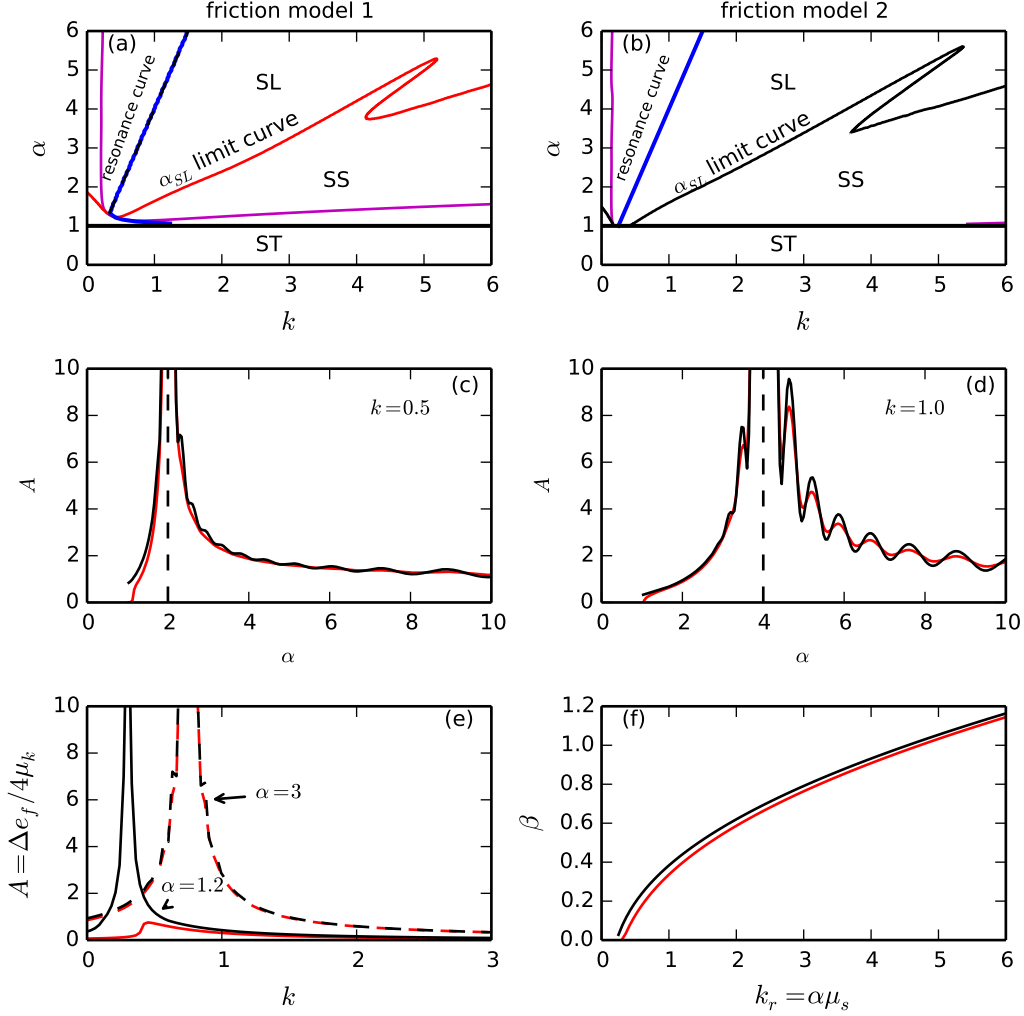 friction model 1
(a)
resonance curve
SL
α_SL limit curve
SS
ST
α
6
5
4
3
2
1
0
0 1 2 3 4 5 6
k
friction model 2
(b)
resonance curve
SL
α_SL limit curve
SS
ST
α
6
5
4
3
2
1
0
0 1 2 3 4 5 6
k
(c)
k=0.5
A
10
8
6
4
2
0
0 2 4 6 8 10
α
(d)
k=1.0
A
10
8
6
4
2
0
0 2 4 6 8 10
α
(e)
α=3
α=1.2
A=Δe_f/4μ_k
10
8
6
4
2
0
0 1 2 3
k
(f)
β
1.2
1.0
0.8
0.6
0.4
0.2
0.0
0 1 2 3 4 5 6
k_r=αμ_s